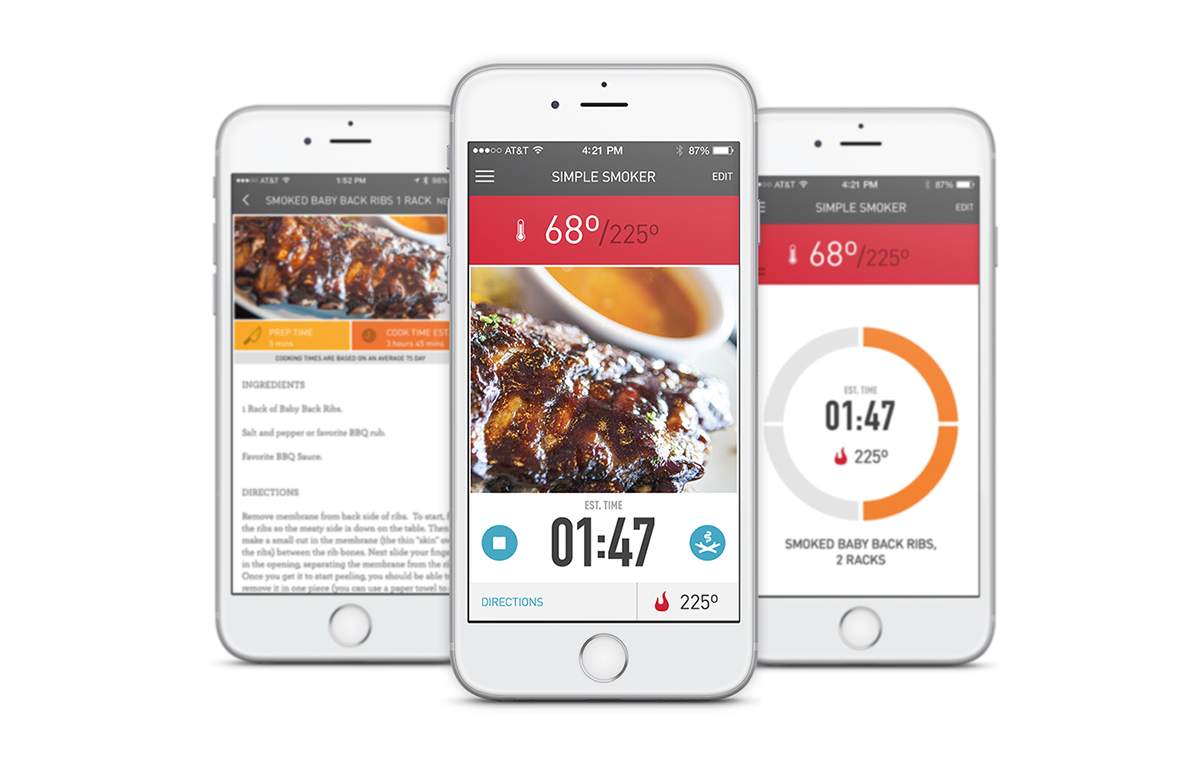 AT&T 1:52 PM 98%
SMOKED BABY BACK RIBS 1 RACK NE
PREP TIME
5 mins
COOK TIME EST
3 hours 45 mins
COOKING TIMES ARE BASED ON AN AVERAGE 75 DAY
INGREDIENTS
1 Rack of Baby Back Ribs.
Salt and pepper or favorite BBQ rub.
Favorite BBQ Sauce.
DIRECTIONS
Remove membrane from back side of ribs. To start, f
the ribs so the meaty side is down on the table. Then
make a small cut in the membrane (the thin "skin" ov
the ribs) between the rib bones. Next slide your finge
in the opening, separating the membrane from the ri
Once you get it to start peeling, you should be able t
remove it in one piece (you can use a paper towel to
AT&T 4:21 PM 87%
SIMPLE SMOKER EDIT
68º/225º
EST. TIME
01:47
DIRECTIONS 225º
AT&T 4:21 PM 87%
SIMPLE SMOKER EDIT
68º/225º
EST. TIME
01:47
225º
SMOKED BABY BACK RIBS,
2 RACKS